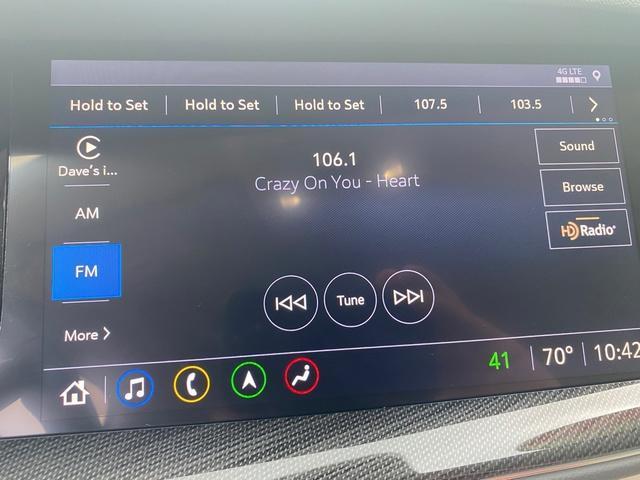 4G LTE
Hold to Set Hold to Set Hold to Set 107.5 103.5
Dave's i...
AM
FM
More
106.1
Crazy On You - Heart
Tune
Sound
Browse
HD Radio
41 70° 10:42